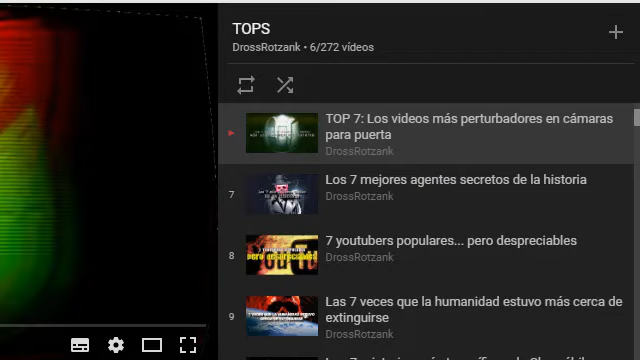 TOPS
DrossRotzank • 6/272 vídeos
TOP 7: Los videos más perturbadores en cámaras
para puerta
DrossRotzank
7
Los 7 mejores agentes secretos de la historia
DrossRotzank
8
7 youtubers populares... pero despreciables
DrossRotzank
9
Las 7 veces que la humanidad estuvo más cerca de
extinguirse
DrossRotzank